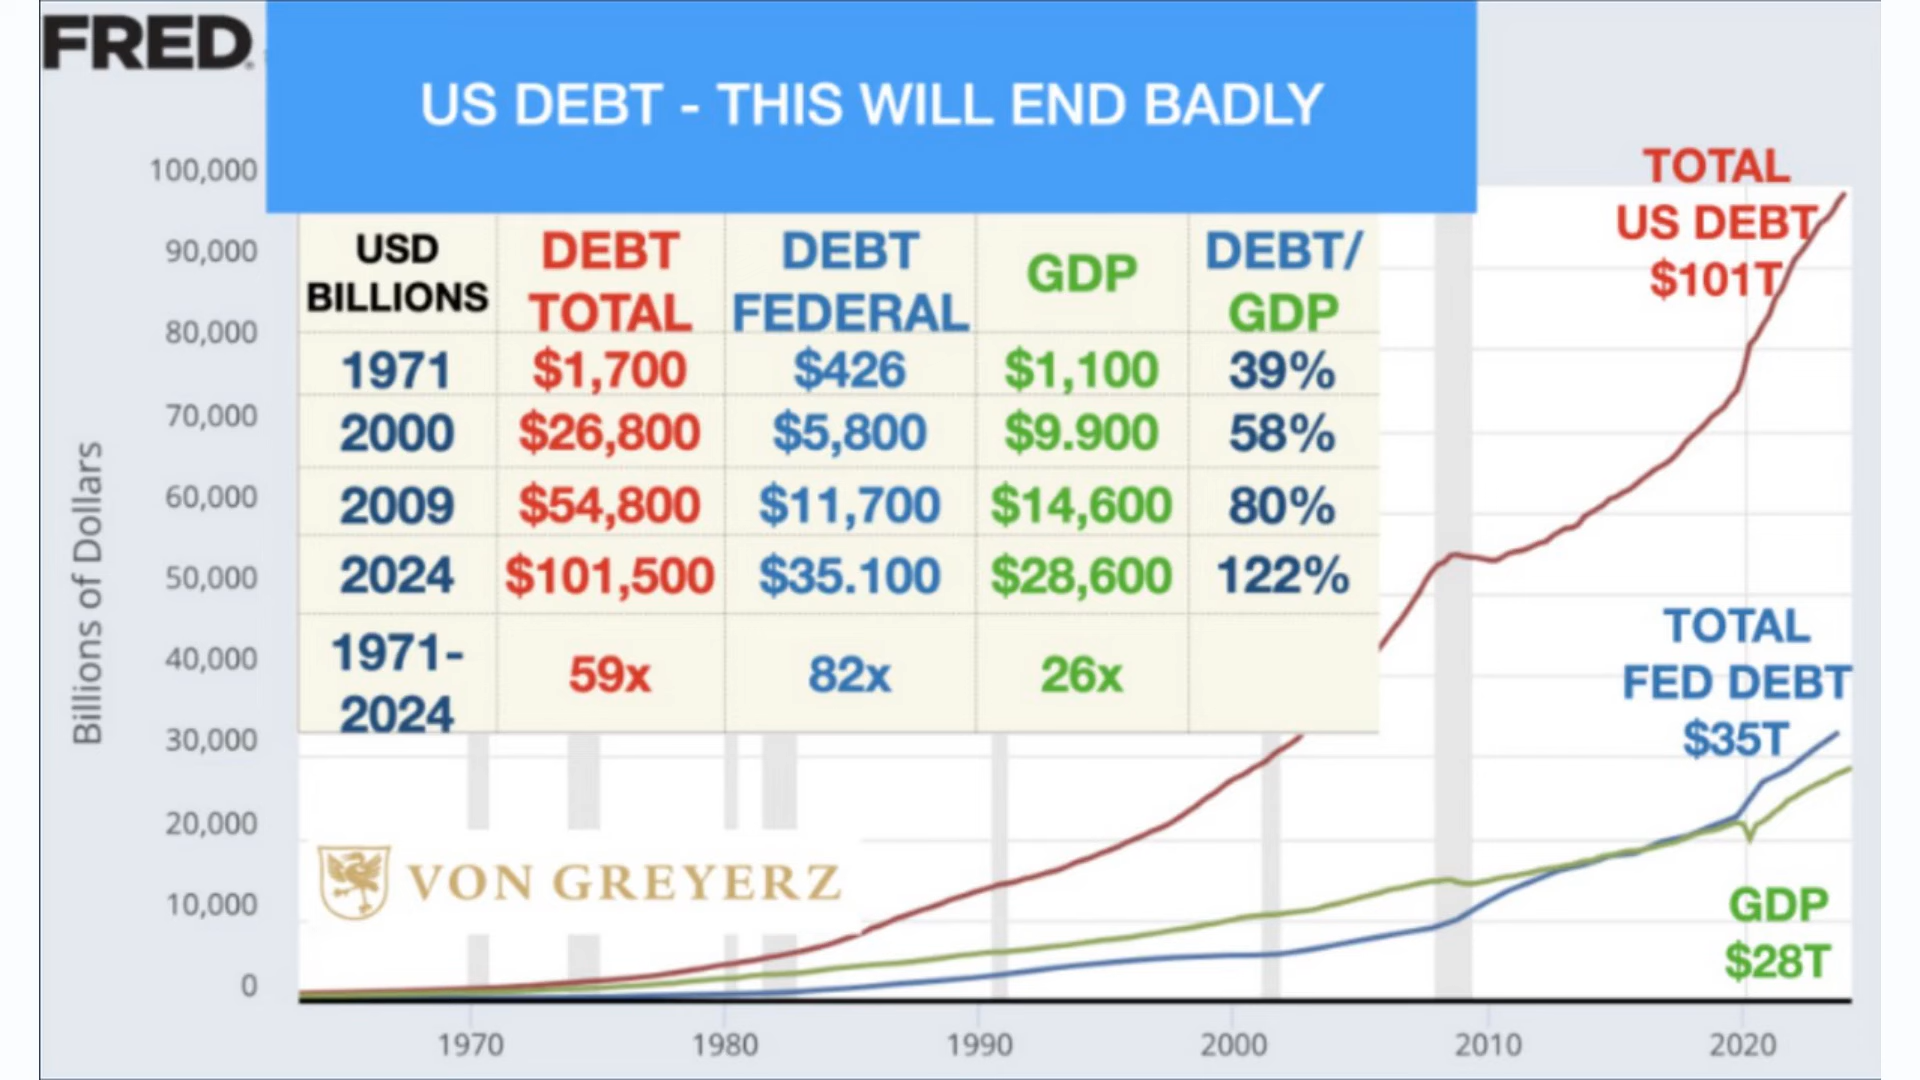 FRED
US DEBT - THIS WILL END BADLY
Billions of Dollars
100,000
90,000
80,000
70,000
60,000
50,000
40,000
30,000
20,000
10,000
0
USD BILLIONS DEBT TOTAL DEBT FEDERAL GDP DEBT/ GDP
1971 $1,700 $426 $1,100 39%
2000 $26,800 $5,800 $9.900 58%
2009 $54,800 $11,700 $14,600 80%
2024 $101,500 $35.100 $28,600 122%
1971-2024 59x 82x 26x
TOTAL
US DEBT
$101T
TOTAL
FED DEBT
$35T
GDP
$28T
VON GREYERZ
1970 1980 1990 2000 2010 2020